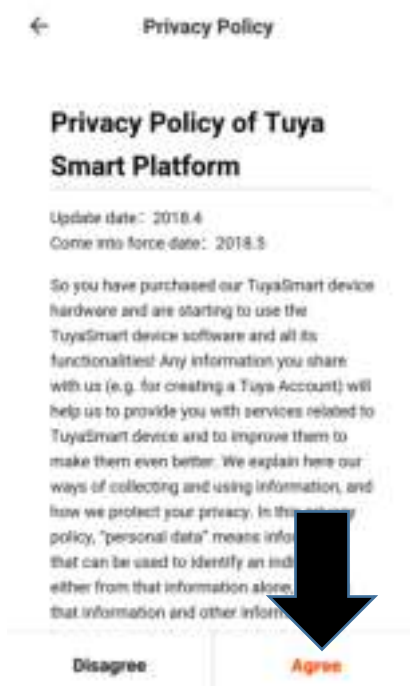 Privacy Policy
Privacy Policy of Tuya
Smart Platform
Update date: 2018.4
Come into force date: 2018.5
So you have purchased our TuyaSmart device
hardware and are starting to use the
TuyaSmart device software and all its
functionalities! Any information you share
with us (e.g. for creating a Tuya Account) will
help us to provide you with services related to
TuyaSmart device and to improve them to
make them even better. We explain here our
ways of collecting and using information, and
how we protect your privacy. In
policy, "personal data" means
that can be used to identify an
either from that information alone,
that information and other
Disagree
Agree